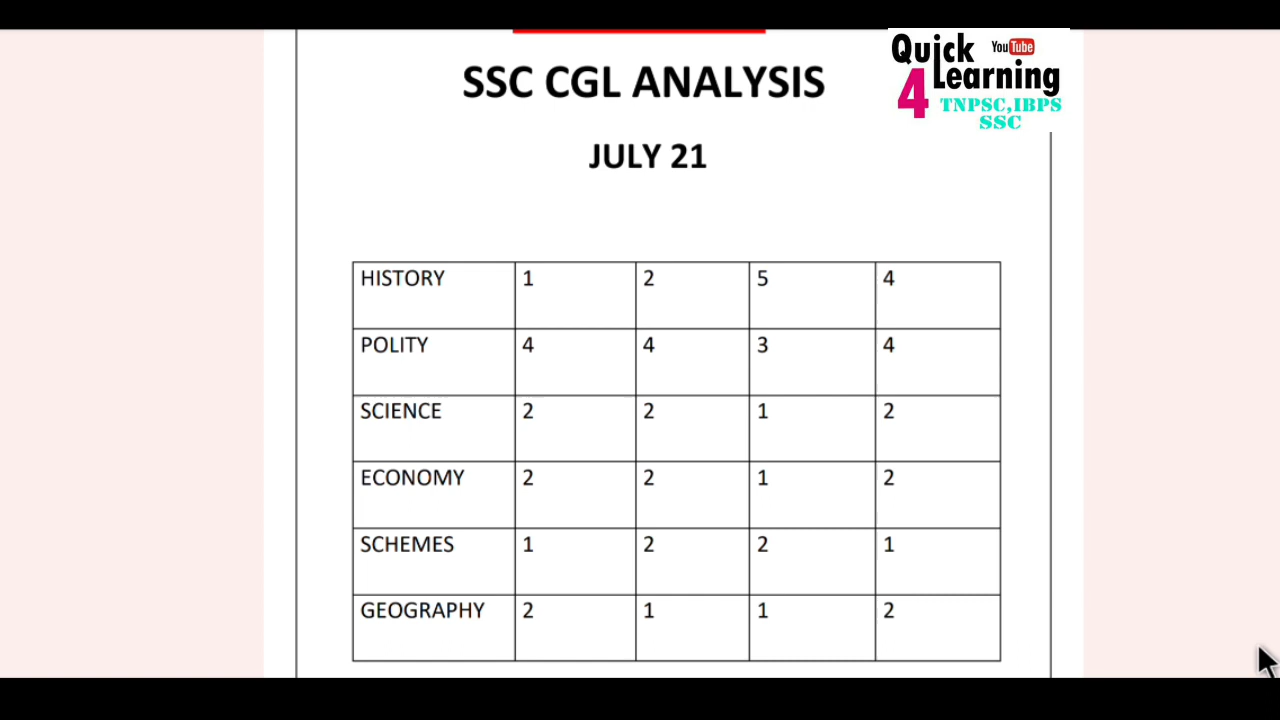 SSC CGL ANALYSIS
JULY 21
Quick
YouTube
4 Learning
TNPSC,IBPS
SSC
HISTORY 1 2 5 4
POLITY 4 4 3 4
SCIENCE 2 2 1 2
ECONOMY 2 2 1 2
SCHEMES 1 2 2 1
GEOGRAPHY 2 1 1 2